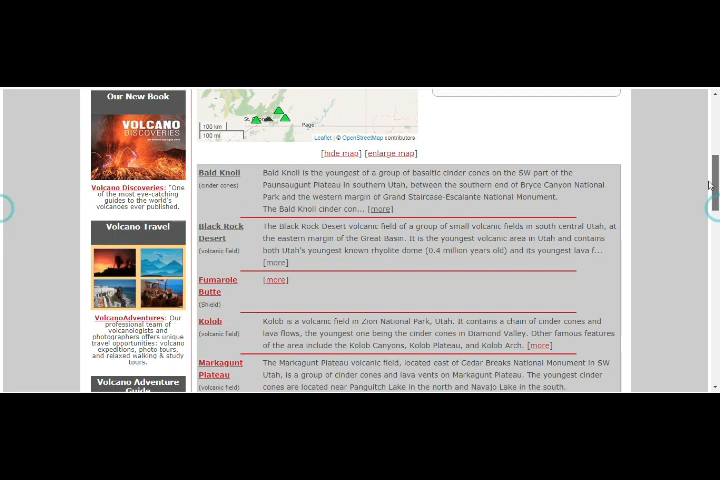 Our New Book
VOLCANO
DISCOVERIES
Volcano Discoveries: "One
of the most eye-catching
guides to the world's
volcanoes ever published.
Volcano Travel
VolcanoAdventures: Our
professional team of
volcanologists and
photographers offers unique
travel opportunities: volcano
expeditions, photo tours,
and relaxed walking & study
tours.
Volcano Adventure
Guide
Page
100 km
100 mi
Leaflet | © OpenStreetMap contributors
[hide map] [enlarge map]
Bald Knoll
(cinder cones)
Bald Knoll is the youngest of a group of basaltic cinder cones on the SW part of the
Paunsaugunt Plateau in southern Utah, between the southern end of Bryce Canyon National
Park and the western margin of Grand Staircase-Escalante National Monument.
The Bald Knoll cinder con... [more]
Black Rock
Desert
(volcanic field)
The Black Rock Desert volcanic field of a group of small volcanic fields in south central Utah, at
the eastern margin of the Great Basin. It is the youngest volcanic area in Utah and contains
both Utah's youngest known rhyolite dome (0.4 million years old) and its youngest lava f...
[more]
Fumarole
Butte
(Shield)
[more]
Kolob
(volcanic field)
Kolob is a volcanic field in Zion National Park, Utah. It contains a chain of cinder cones and
lava flows, the youngest one being the cinder cones in Diamond Valley. Other famous features
of the area include the Kolob Canyons, Kolob Plateau, and Kolob Arch. [more]
Markagunt
Plateau
(volcanic field)
The Markagunt Plateau volcanic field, located east of Cedar Breaks National Monument in SW
Utah, is a group of cinder cones and lava vents on Markagunt Plateau. The youngest cinder
cones are located near Panguitch Lake in the north and Navajo Lake in the south.